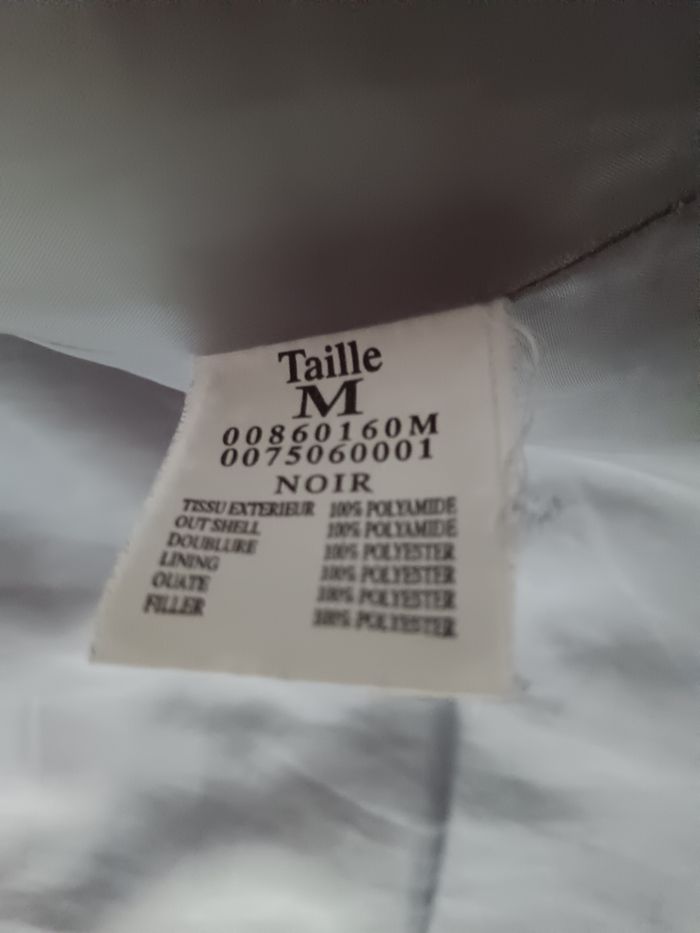 Taille
M
00860160M
0075060001
NOIR
TISSU EXTERIEUR 100% POLYAMIDE
OUT SHELL 100% POLYAMIDE
DOUBLURE 100% POLYESTER
LINING 100% POLYESTER
OUATE 100% POLYESTER
FILLER 100% POLYESTER